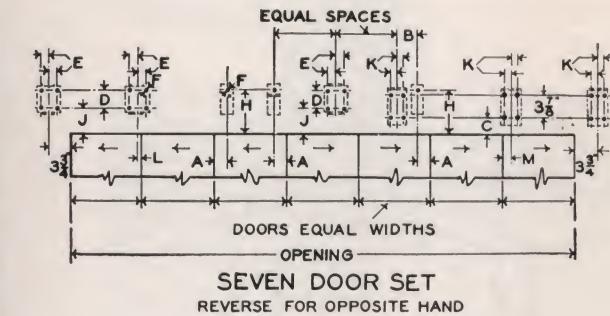 EQUAL SPACES
E E E K B K K
F F
D H D H 3 7/8"
J J C
3 3/4 L A A A M 3 3/4
DOORS EQUAL WIDTHS
OPENING
SEVEN DOOR SET
REVERSE FOR OPPOSITE HAND